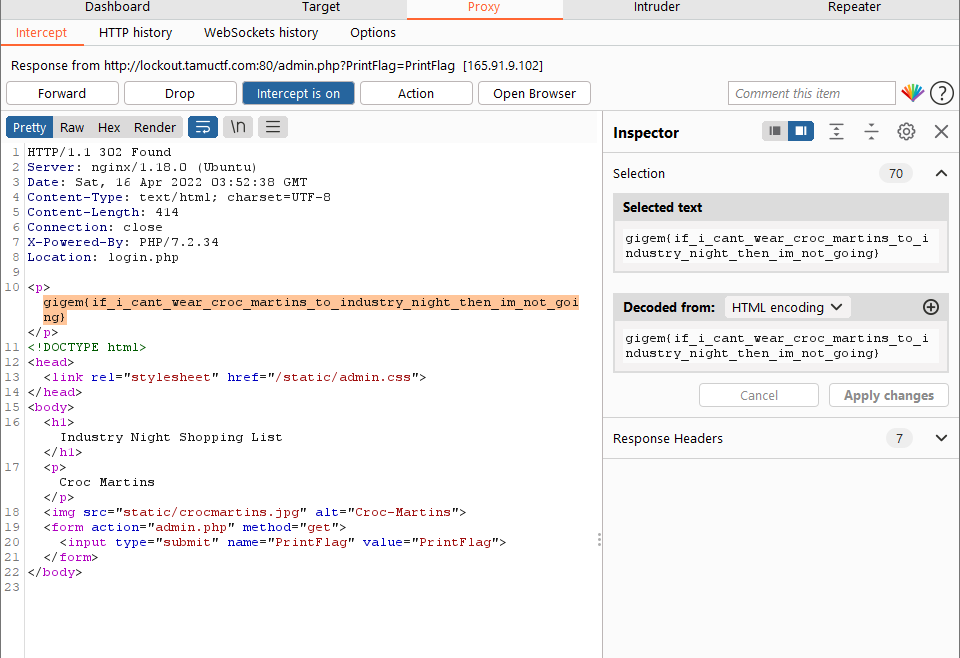 Dashboard Target Proxy Intruder Repeater
Intercept HTTP history WebSockets history Options
Response from http://lockout.tamuctf.com:80/admin.php?PrintFlag=PrintFlag [165.91.9.102]
Forward Drop Intercept is on Action Open Browser Comment this item ?
Pretty Raw Hex Render \n
1 HTTP/1.1 302 Found
2 Server: nginx/1.18.0 (Ubuntu)
3 Date: Sat, 16 Apr 2022 03:52:38 GMT
4 Content-Type: text/html; charset=UTF-8
5 Content-Length: 414
6 Connection: close
7 X-Powered-By: PHP/7.2.34
8 Location: login.php
9
10 <p>
gigem{if_i_cant_wear_croc_martins_to_industry_night_then_im_not_goi
ng}
</p>
11 <!DOCTYPE html>
12 <head>
13 <link rel="stylesheet" href="/static/admin.css">
14 </head>
15 <body>
16 <h1>
Industry Night Shopping List
</h1>
17 <p>
Croc Martins
</p>
18 <img src="static/crocmartins.jpg" alt="Croc-Martins">
19 <form action="admin.php" method="get">
20 <input type="submit" name="PrintFlag" value="PrintFlag">
21 </form>
22 </body>
23
Inspector
Selection 70
Selected text
gigem{if_i_cant_wear_croc_martins_to_i
ndustry_night_then_im_not_going}
Decoded from: HTML encoding
gigem{if_i_cant_wear_croc_martins_to_i
ndustry_night_then_im_not_going}
Cancel Apply changes
Response Headers 7